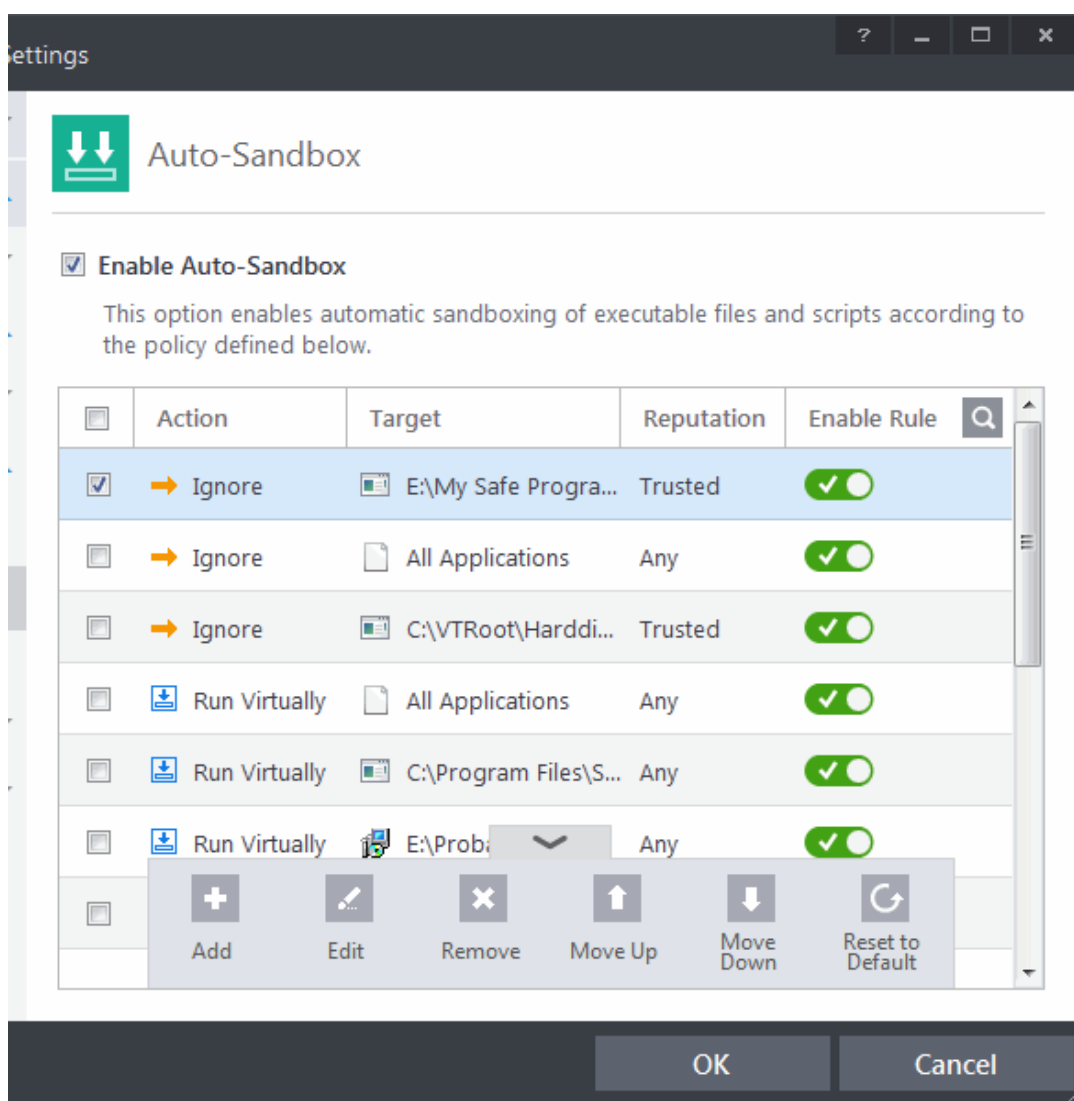 Settings
?
Auto-Sandbox
Enable Auto-Sandbox
This option enables automatic sandboxing of executable files and scripts according to
the policy defined below.
Action Target Reputation Enable Rule
Ignore E:\My Safe Progra... Trusted
Ignore All Applications Any
Ignore C:\VTRoot\Harddi... Trusted
Run Virtually All Applications Any
Run Virtually C:\Program Files\S... Any
Run Virtually E:\Proba Any
Add Edit Remove Move Up Move Down Reset to Default
OK Cancel